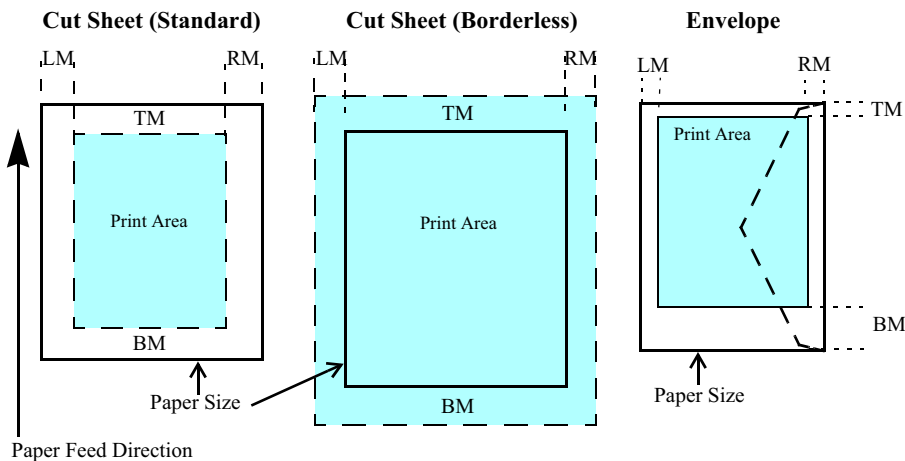 Cut Sheet (Standard)
Cut Sheet (Borderless)
Envelope
LM
RM
LM
RM
LM
RM
TM
TM
TM
Print Area
Print Area
Print Area
BM
BM
BM
Paper Size
Paper Size
Paper Feed Direction